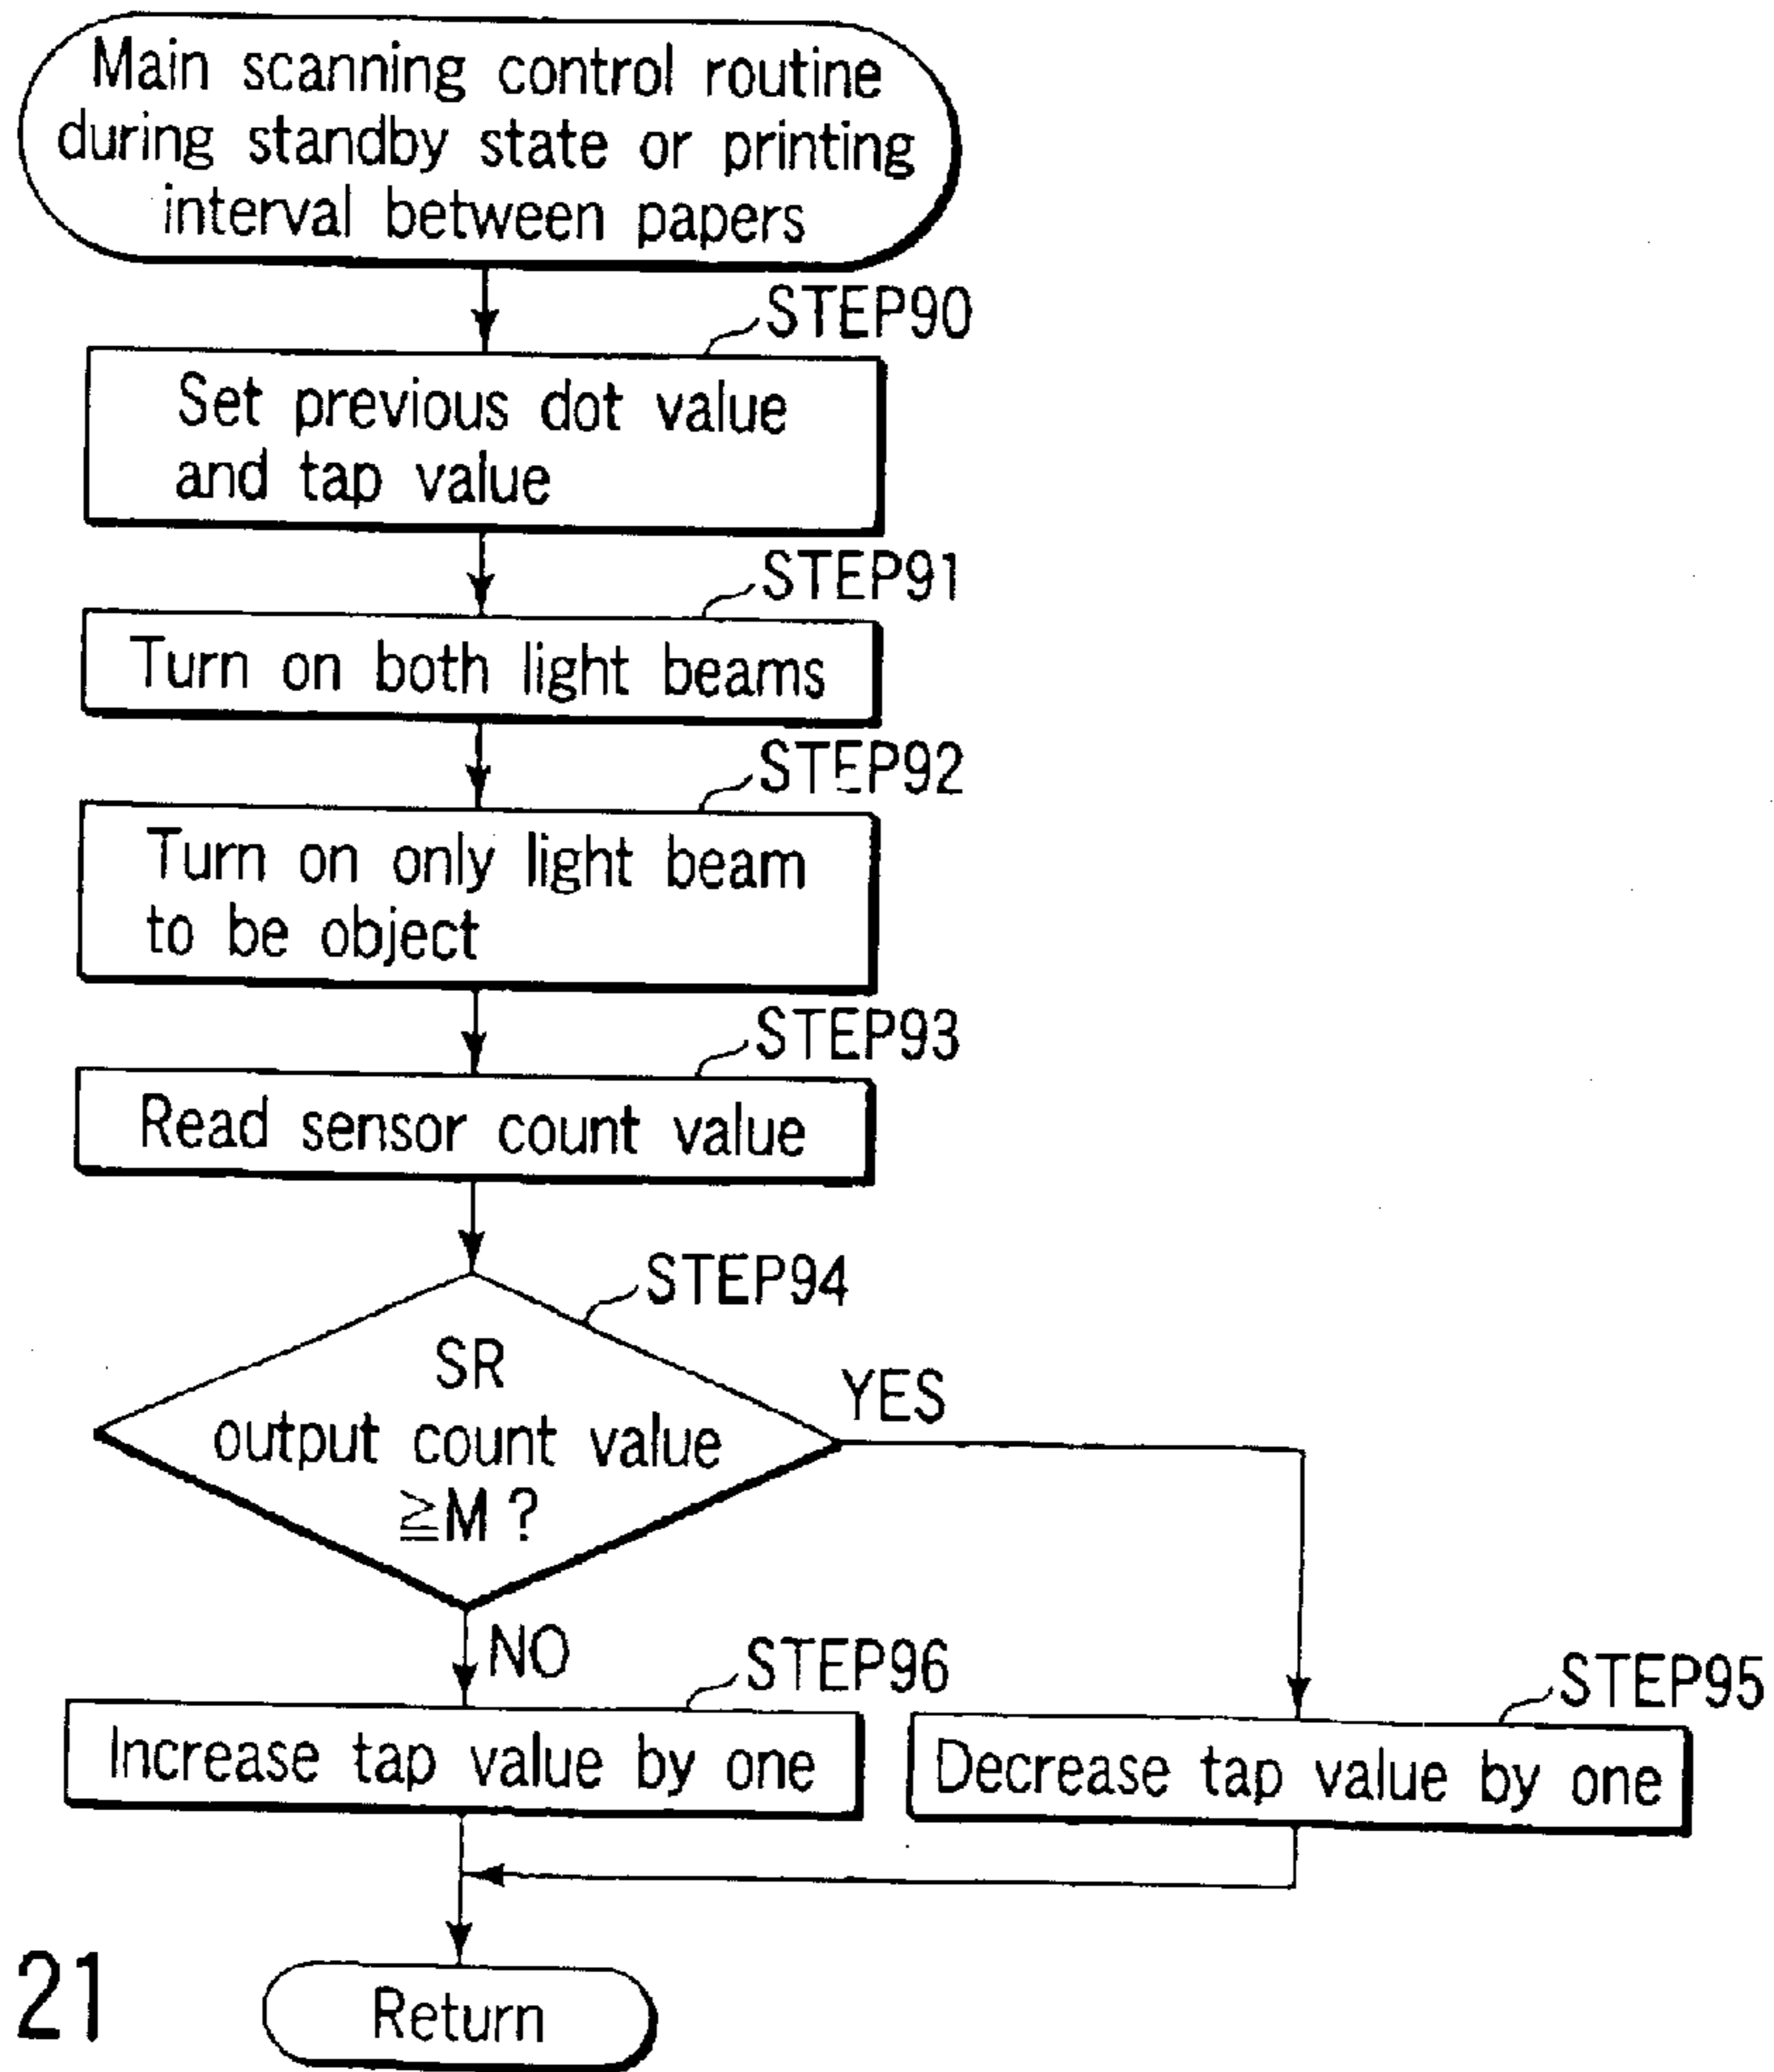 Main scanning control routine
during standby state or printing
interval between papers
STEP90
Set previous dot value
and tap value
STEP91
Turn on both light beams
STEP92
Turn on only light beam
to be object
STEP93
Read sensor count value
STEP94
SR
output count value
≧M ?
YES
NO
STEP96
Increase tap value by one
STEP95
Decrease tap value by one
Return
21